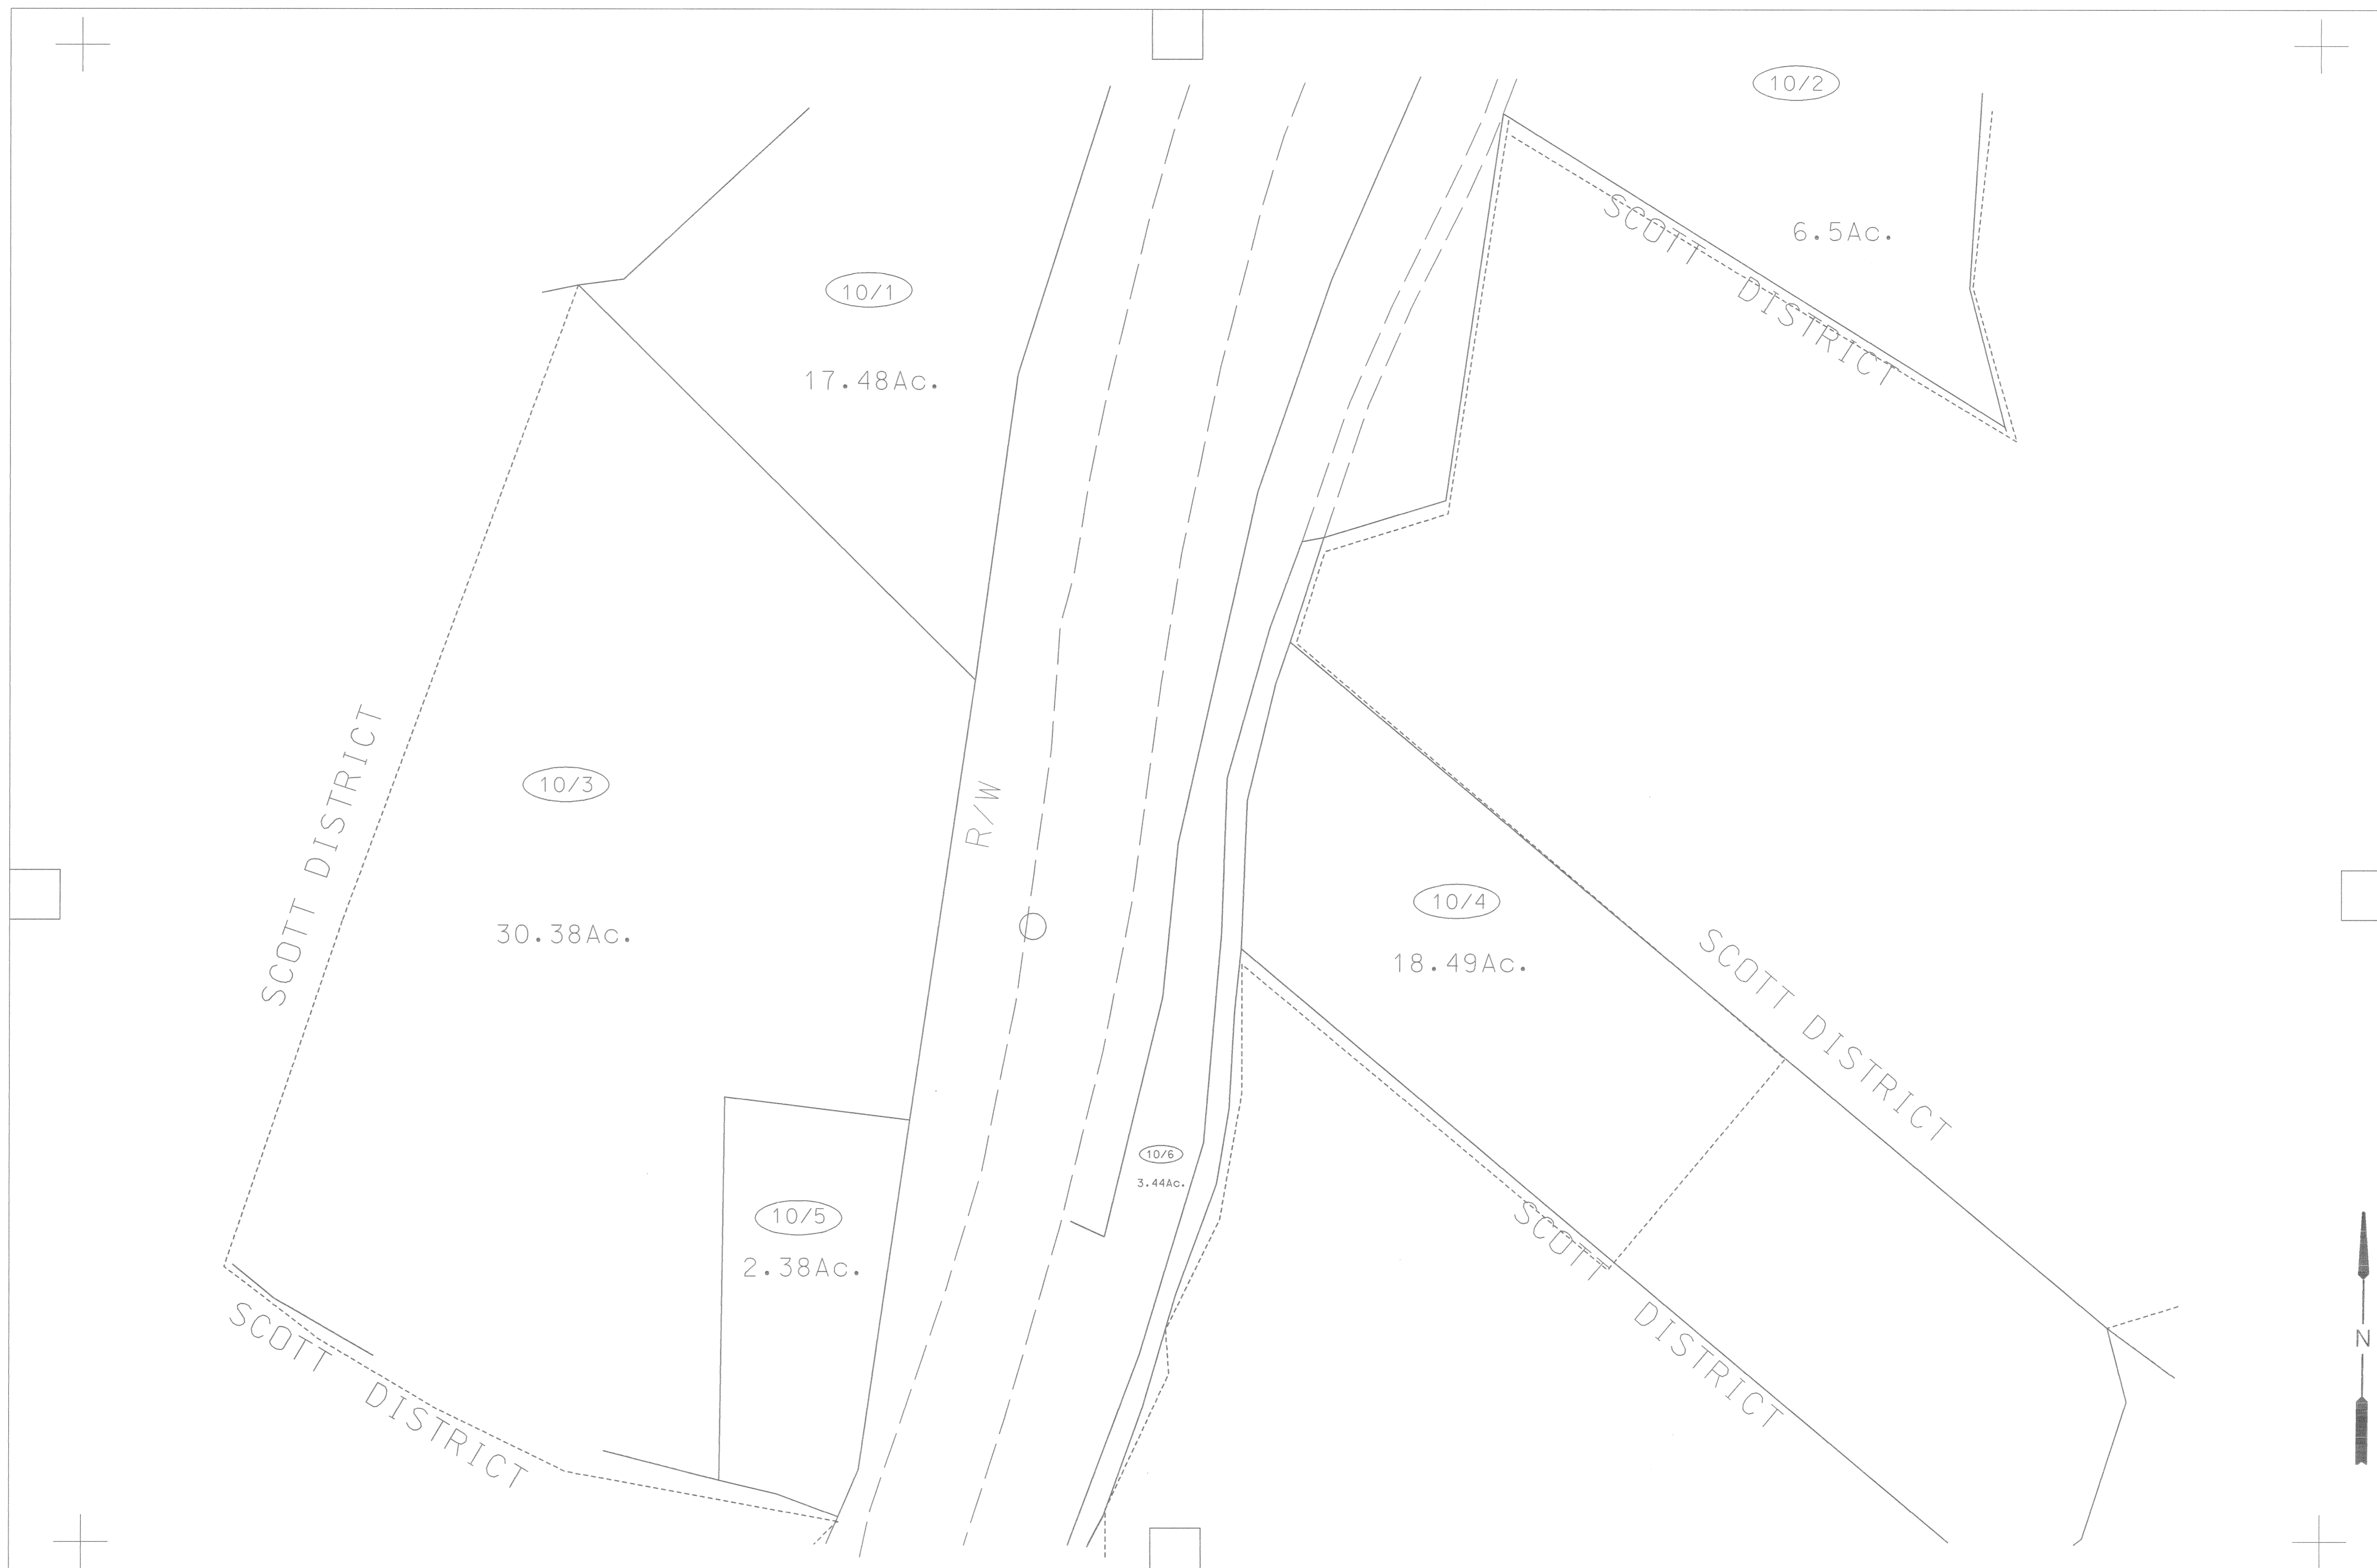 10/2
6.5Ac.
SCOTT DISTRICT
10/1
17.48Ac.
SCOTT DISTRICT
10/3
30.38Ac.
R/W
10/4
18.49Ac.
SCOTT DISTRICT
10/6
3.44Ac.
10/5
2.38Ac.
SCOTT DISTRICT
SCOTT DISTRICT
N